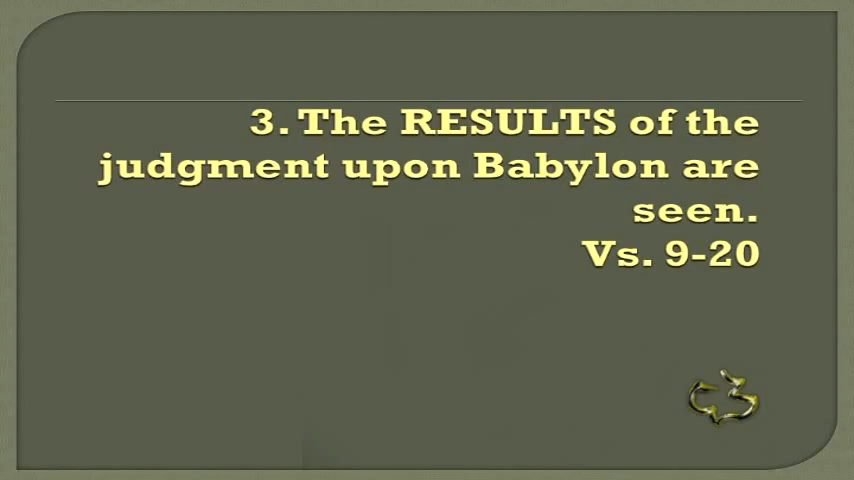 3. The RESULTS of the
judgment upon Babylon are
seen.
Vs. 9-20